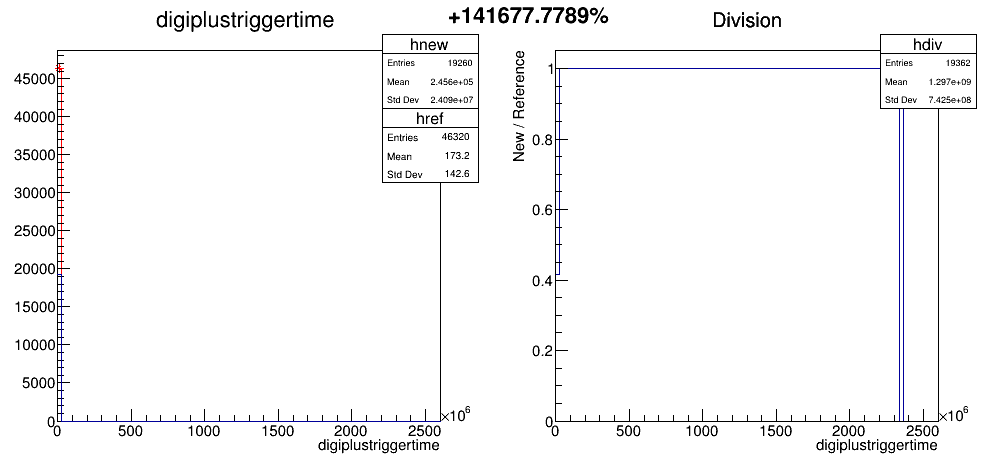 +141677.7789%
digiplustriggertime
hnew
Entries 19260
Mean 2.456e+05
Std Dev 2.409e+07
href
Entries 46320
Mean 173.2
Std Dev 142.6
45000
40000
35000
30000
25000
20000
15000
10000
5000
0
0 500 1000 1500 2000 2500 ×10⁶
digiplustriggertime
Division
hdiv
Entries 19362
Mean 1.297e+09
Std Dev 7.425e+08
New / Reference
1
0.8
0.6
0.4
0.2
0
0 500 1000 1500 2000 2500 ×10⁶
digiplustriggertime